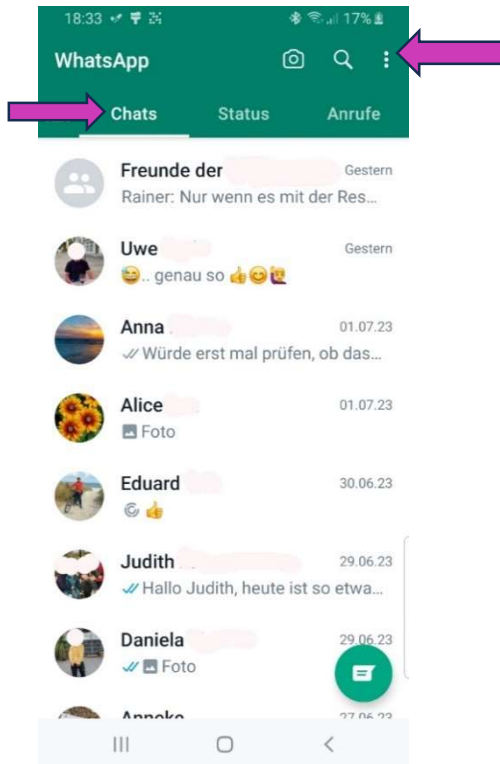 18:33 17%
WhatsApp
Chats Status Anrufe
Freunde der Gestern
Rainer: Nur wenn es mit der Res...
Uwe Gestern
😅.. genau so 👍😊🙋
Anna 01.07.23
Würde erst mal prüfen, ob das...
Alice 01.07.23
Foto
Eduard 30.06.23
👍
Judith 29.06.23
Hallo Judith, heute ist so etwa...
Daniela 29.06.23
Foto
Anneke 27.06.23